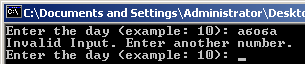 C:\Documents and Settings\Administrator\Deskto
Enter the day (example: 10): a6o6a
Invalid Input. Enter another number.
Enter the day (example: 10): _